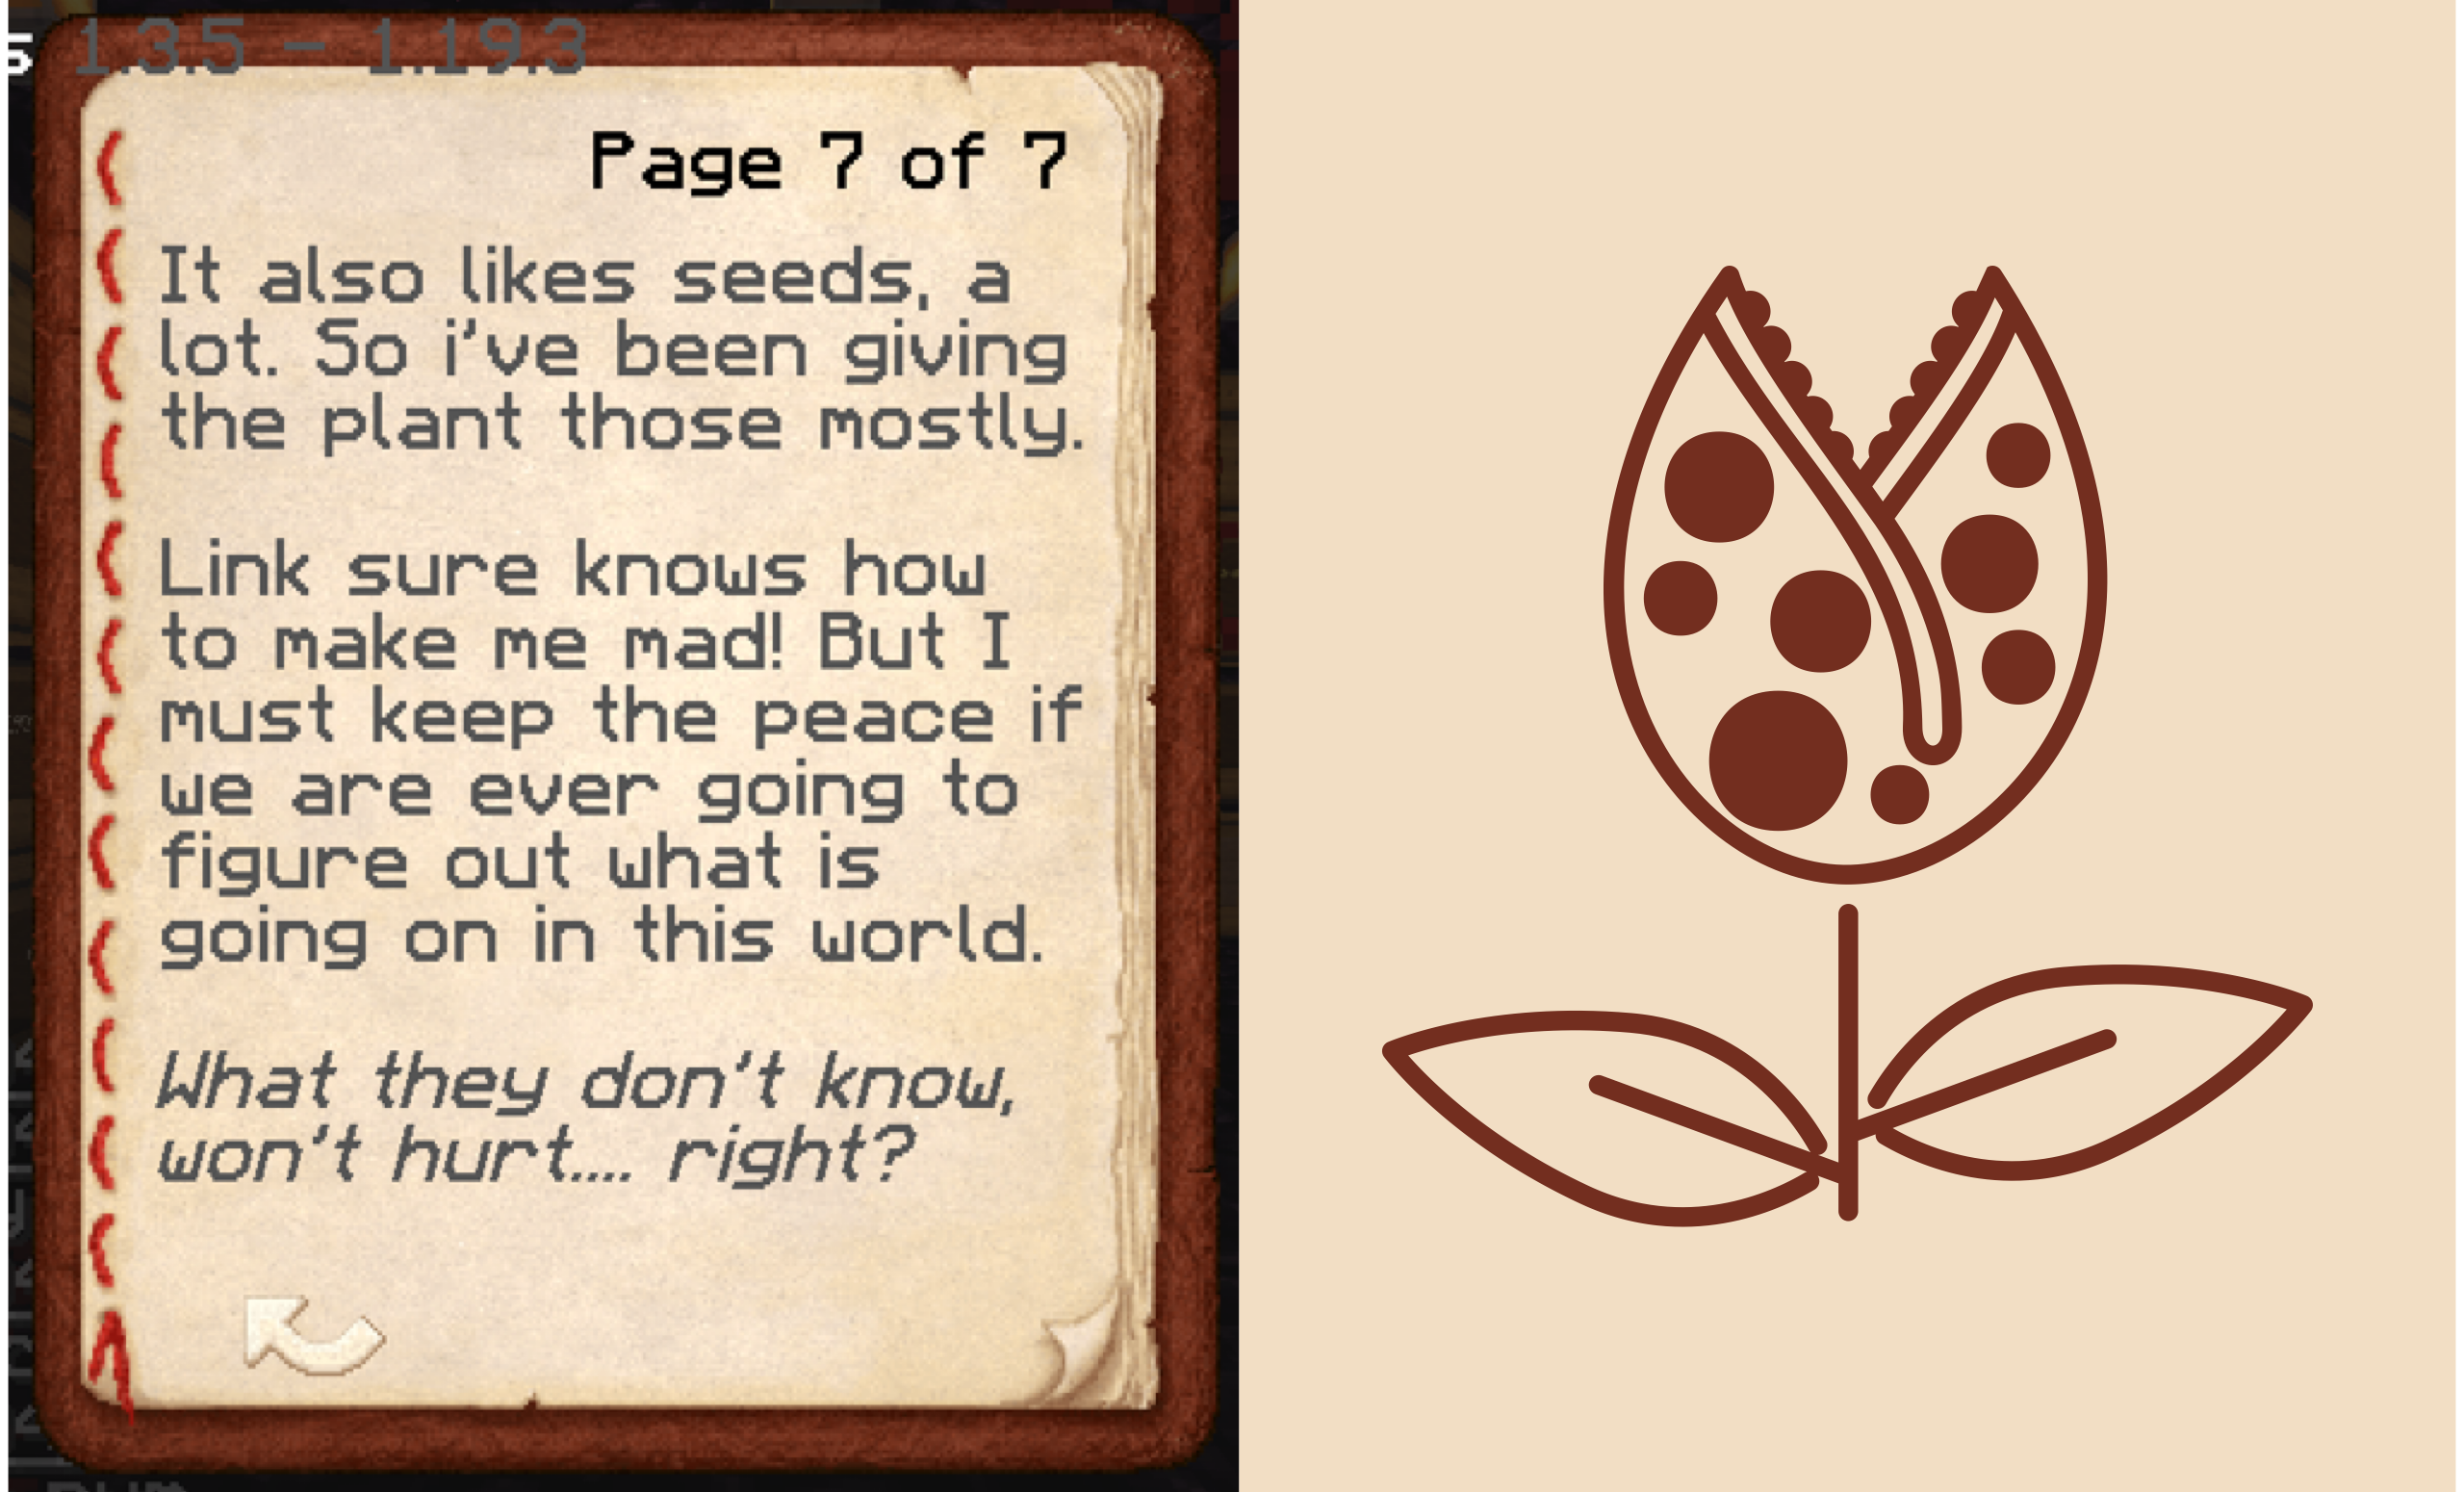 1.3.5 - 1.19.3
Page 7 of 7
It also likes seeds, a
lot. So i've been giving
the plant those mostly.
Link sure knows how
to make me mad! But I
must keep the peace if
we are ever going to
figure out what is
going on in this world.
What they don't know,
won't hurt.... right?